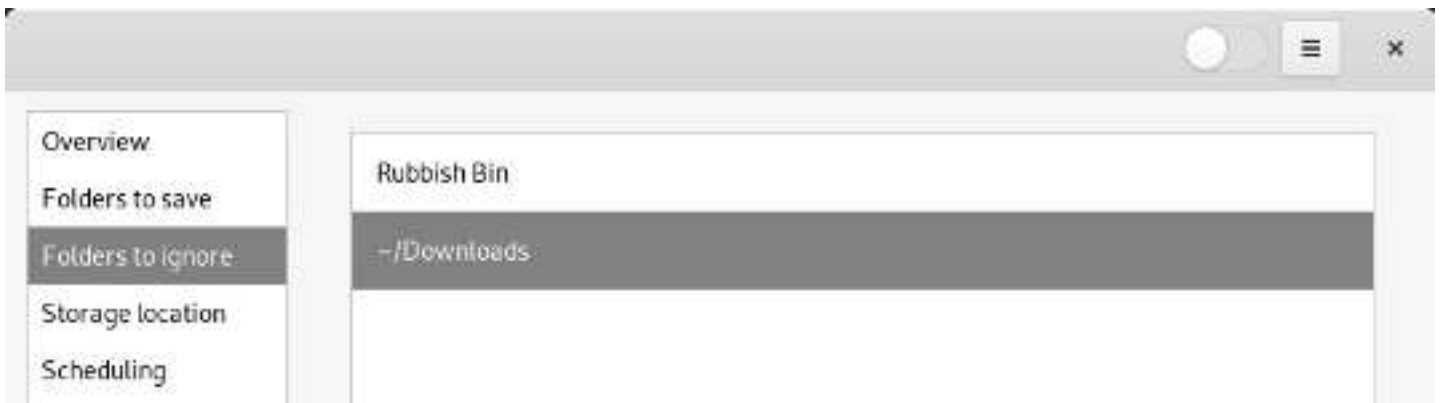 Overview
Folders to save
Folders to ignore
Storage location
Scheduling
Rubbish Bin
~/Downloads